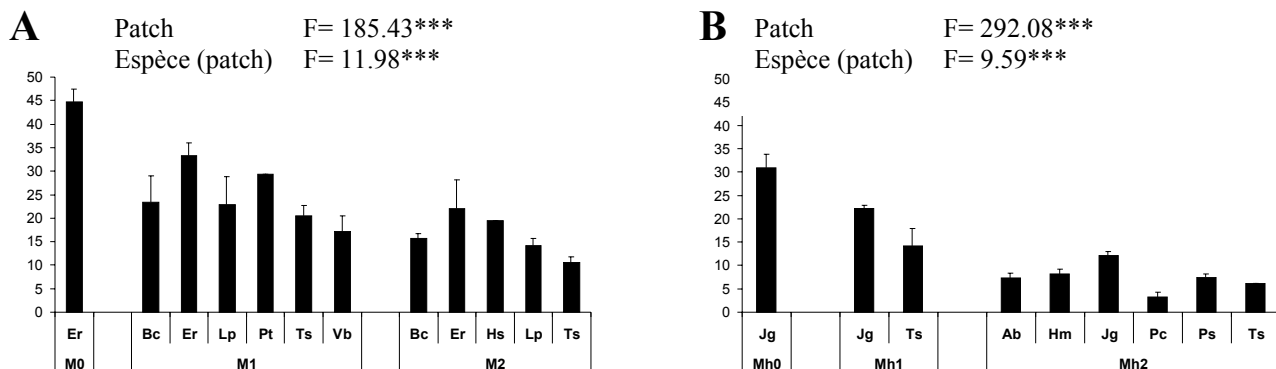 A
Patch F= 185.43***
Espèce (patch) F= 11.98***
50
45
40
35
30
25
20
15
10
5
0
Er Bc Er Lp Pt Ts Vb Bc Er Hs Lp Ts
M0 M1 M2
B
Patch F= 292.08***
Espèce (patch) F= 9.59***
50
45
40
35
30
25
20
15
10
5
0
Jg Jg Ts Ab Hm Jg Pc Ps Ts
Mh0 Mh1 Mh2